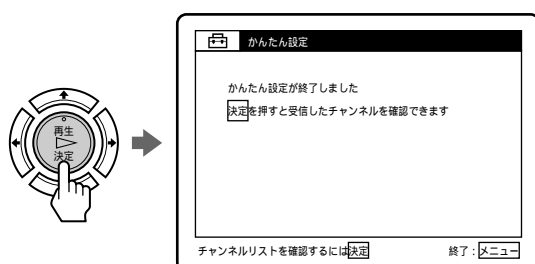 かんたん設定
かんたん設定が終了しました
決定を押すと受信したチャンネルを確認できます
再生
決定
チャンネルリストを確認するには決定
終了：メニュー